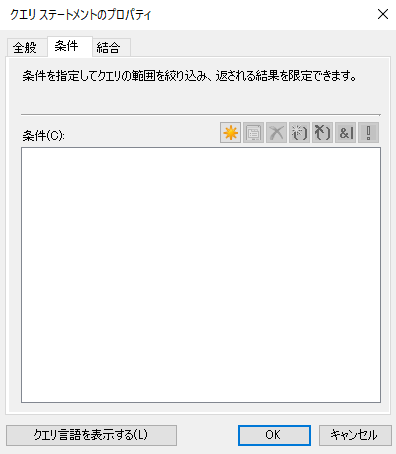 クエリ ステートメントのプロパティ
全般 条件 結合
条件を指定してクエリの範囲を絞り込み、返される結果を限定できます。
条件(C):
&|
!
クエリ言語を表示する(L) OK キャンセル